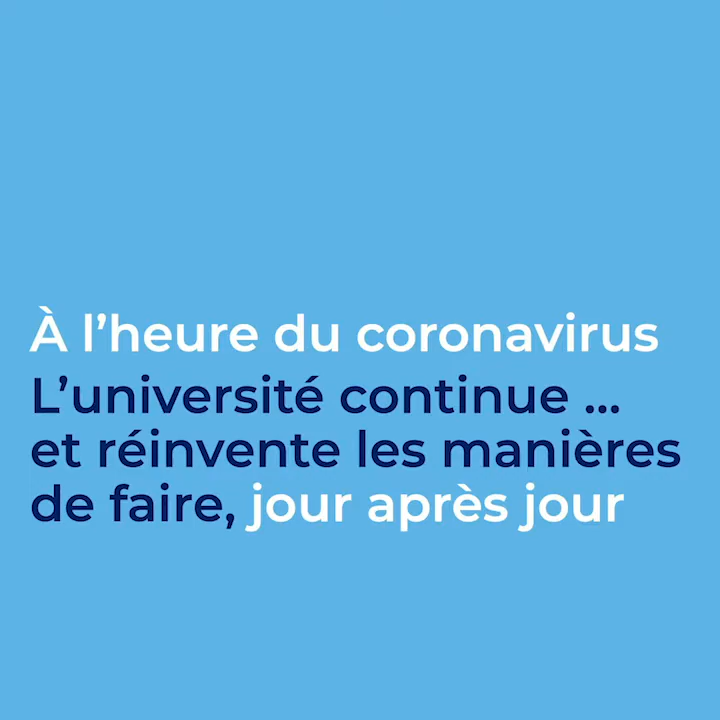 À l’heure du coronavirus
L’université continue ...
et réinvente les manières
de faire, jour après jour